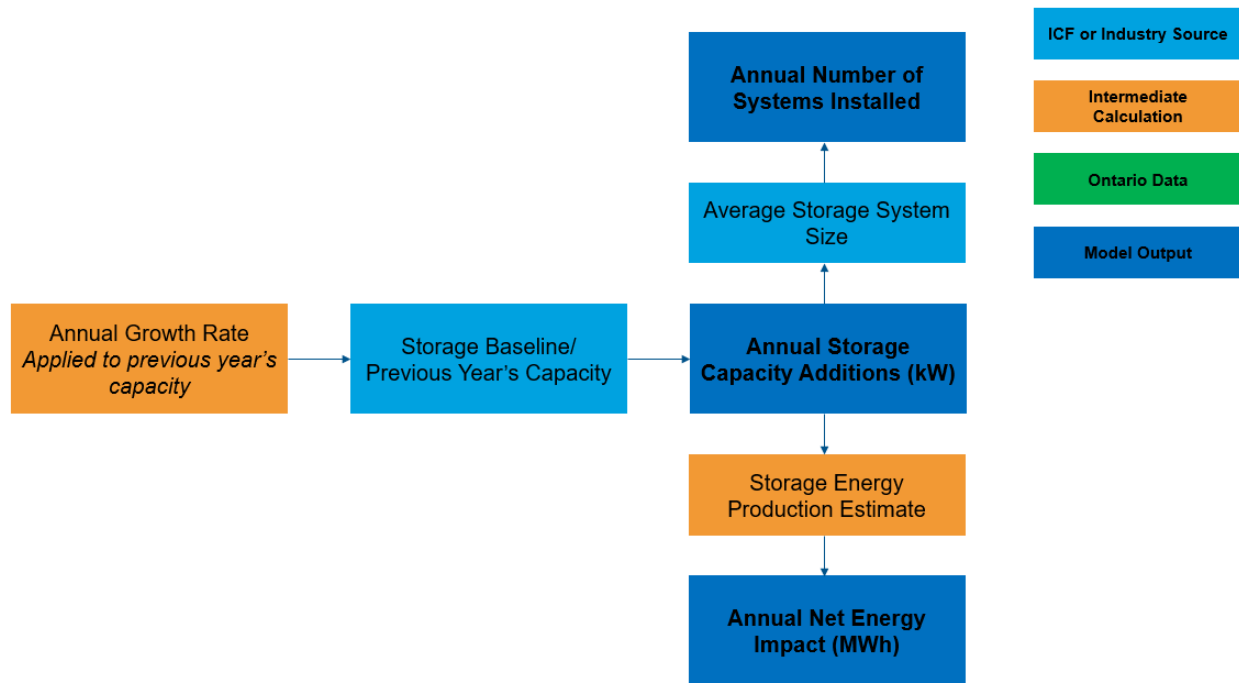 Annual Number of
Systems Installed
Average Storage System
Size
Annual Growth Rate
Applied to previous year's
capacity
Storage Baseline/
Previous Year's Capacity
Annual Storage
Capacity Additions (kW)
Storage Energy
Production Estimate
Annual Net Energy
Impact (MWh)
ICF or Industry Source
Intermediate
Calculation
Ontario Data
Model Output